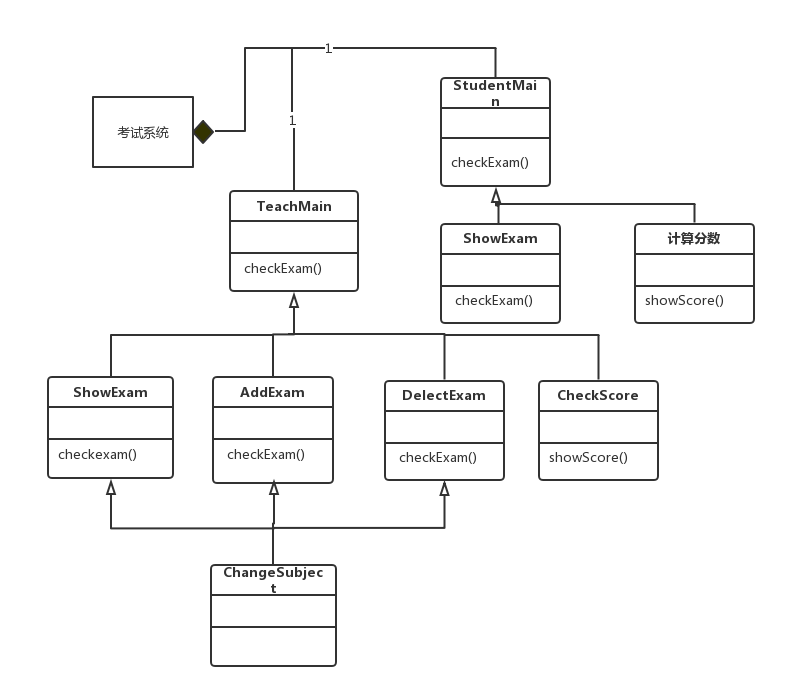 1
StudentMai
n
checkExam()
考试系统
1
TeachMain
checkExam()
ShowExam
checkExam()
计算分数
showScore()
ShowExam
checkexam()
AddExam
checkExam()
DelectExam
checkExam()
CheckScore
showScore()
ChangeSubjec
t